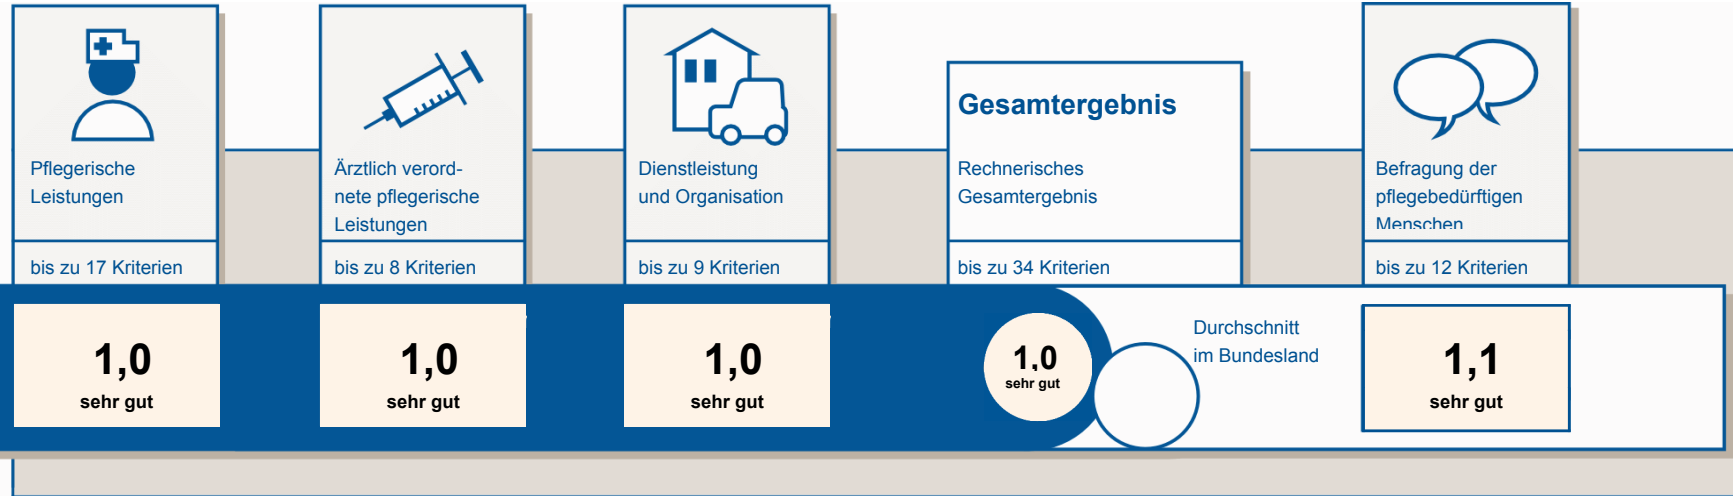 Pflegerische
Leistungen
bis zu 17 Kriterien
1,0
sehr gut
Ärztlich verord-
nete pflegerische
Leistungen
bis zu 8 Kriterien
1,0
sehr gut
Dienstleistung
und Organisation
bis zu 9 Kriterien
1,0
sehr gut
Gesamtergebnis
Rechnerisches
Gesamtergebnis
bis zu 34 Kriterien
1,0
sehr gut
Durchschnitt
im Bundesland
Befragung der
pflegebedürftigen
Menschen
bis zu 12 Kriterien
1,1
sehr gut